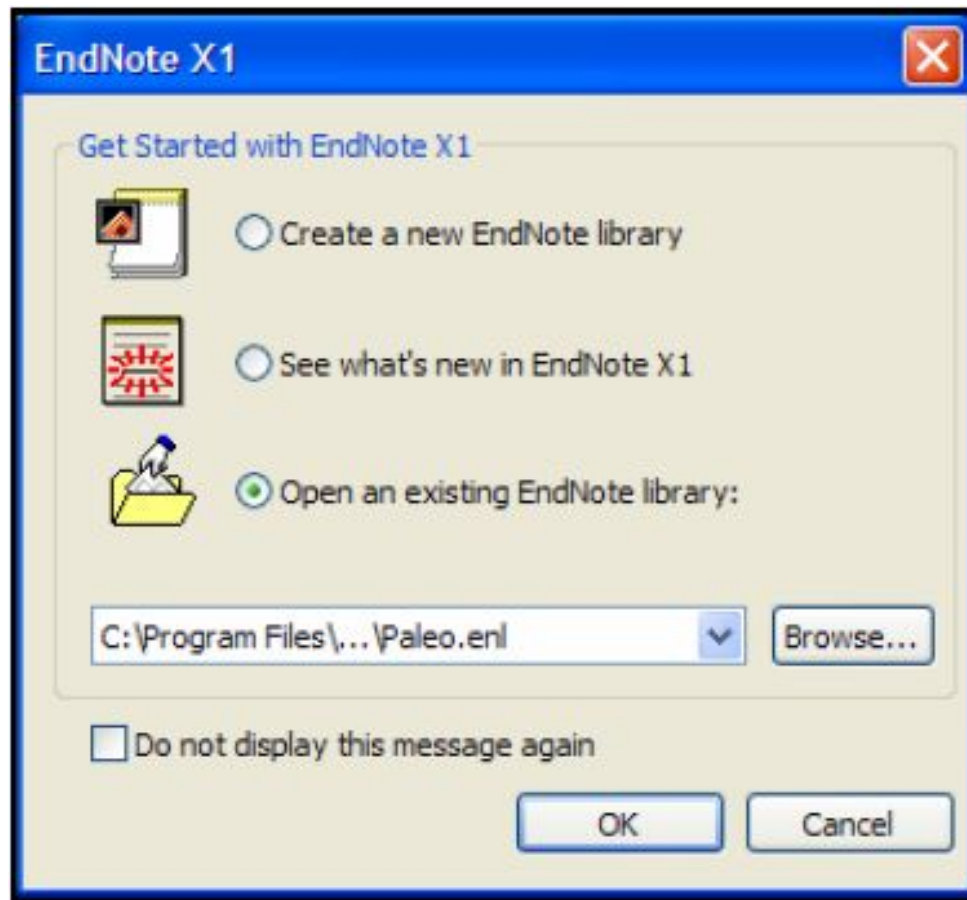 EndNote X1
Get Started with EndNote X1
Create a new EndNote library
See what's new in EndNote X1
Open an existing EndNote library:
C:\Program Files\...\Paleo.enl
Browse...
Do not display this message again
OK
Cancel